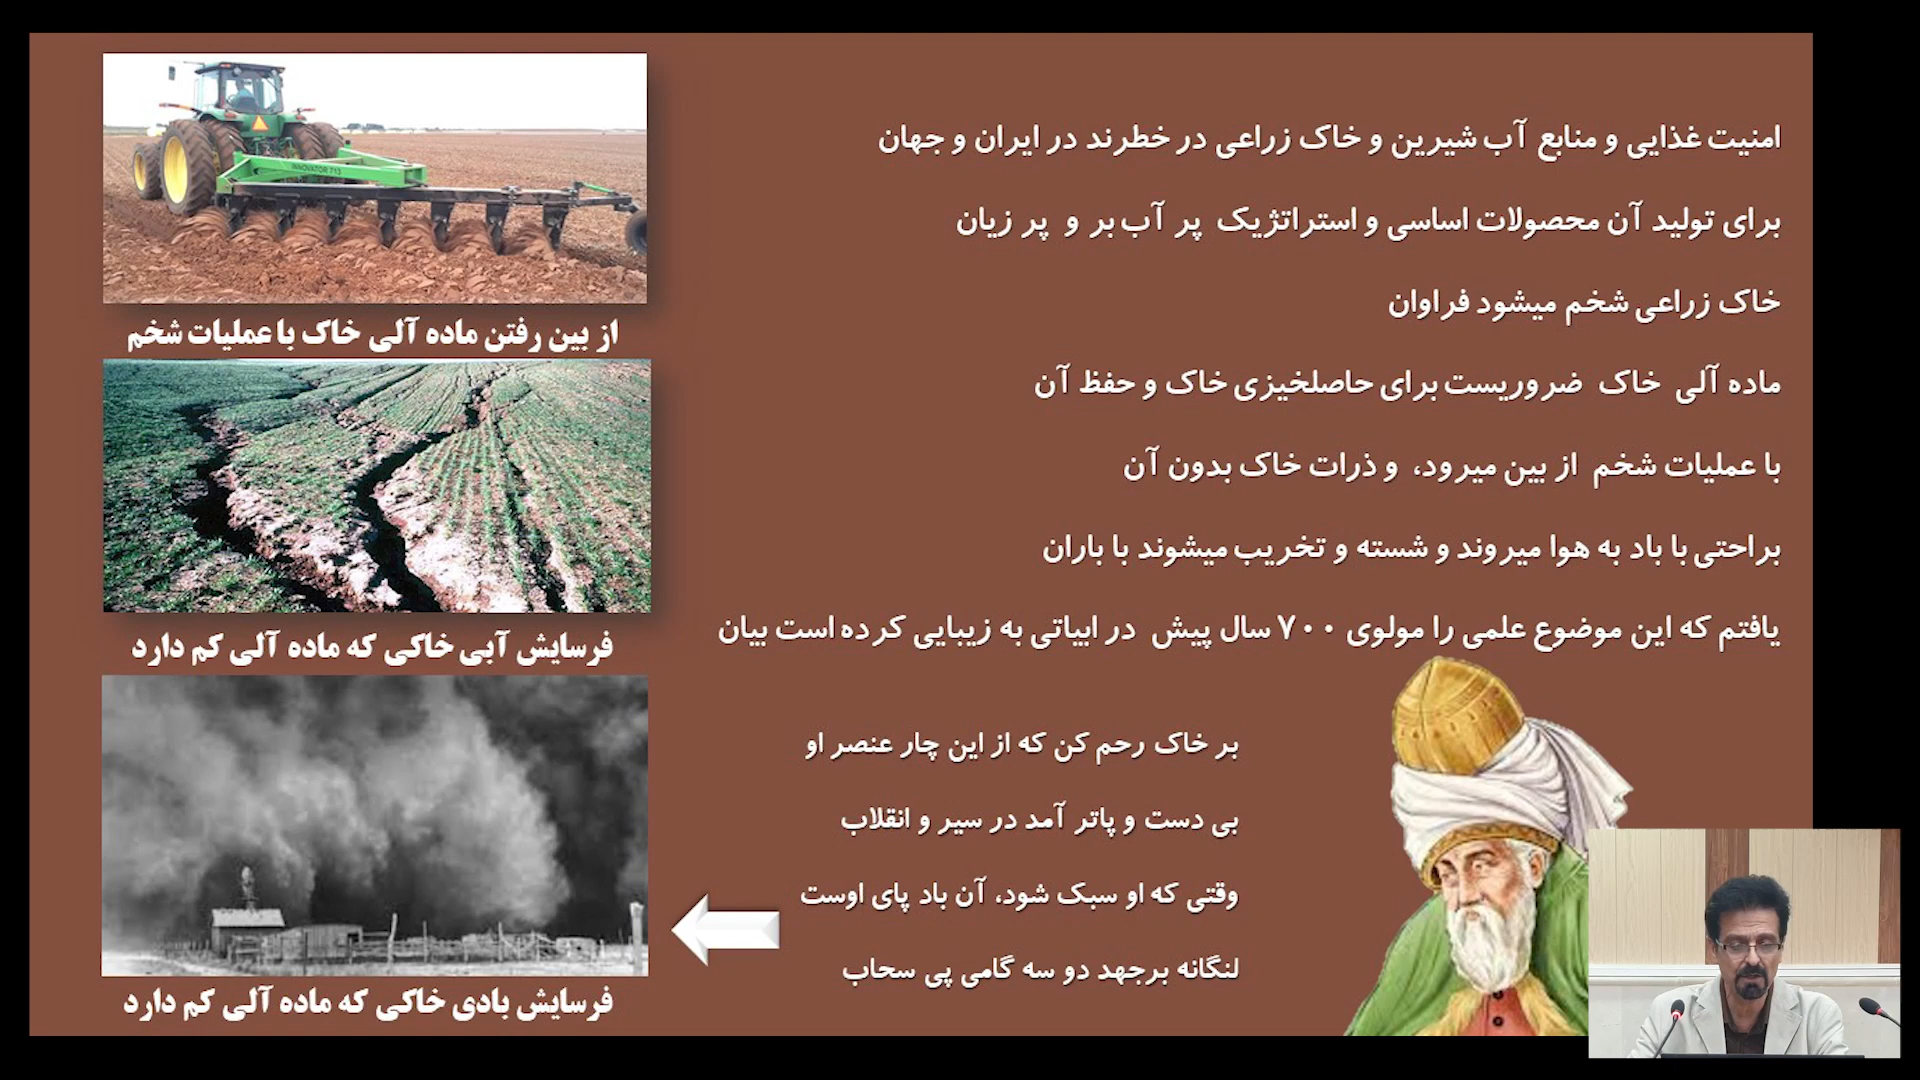 امنیت غذایی و منابع آب شیرین و خاک زراعی در خطرند در ایران و جهان
برای تولید آن محصولات اساسی و استراتژیک پر آب بر و پر زیان
خاک زراعی شخم میشود فراوان
ماده آلی خاک ضروریست برای حاصلخیزی خاک و حفظ آن
با عملیات شخم از بین میرود، و ذرات خاک بدون آن
براحتی با باد به هوا میروند و شسته و تخریب میشوند با باران
یافتم که این موضوع علمی را مولوی ۷۰۰ سال پیش در ابیاتی به زیبایی کرده است بیان
بر خاک رحم کن که از این چار عنصر او
بی دست و پاتر آمد در سیر و انقلاب
وقتی که او سبک شود، آن باد پای اوست
لنگانه برجهد دو سه گامی پی سحاب
INNOVATOR 713
از بین رفتن ماده آلی خاک با عملیات شخم
فرسایش آبی خاکی که ماده آلی کم دارد
فرسایش بادی خاکی که ماده آلی کم دارد